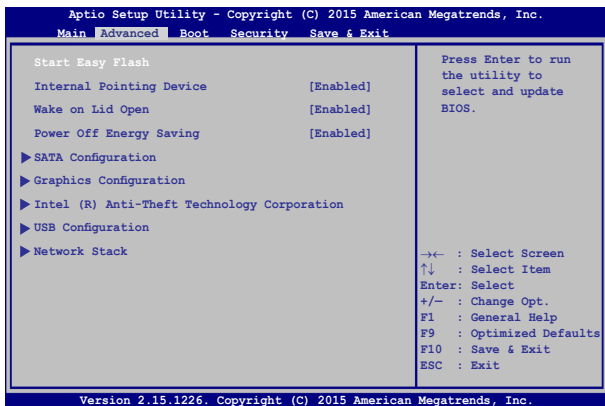 Aptio Setup Utility - Copyright (C) 2015 American Megatrends, Inc.
Main Advanced Boot Security Save & Exit
Start Easy Flash
Internal Pointing Device [Enabled]
Wake on Lid Open [Enabled]
Power Off Energy Saving [Enabled]
SATA Configuration
Graphics Configuration
Intel (R) Anti-Theft Technology Corporation
USB Configuration
Network Stack
Press Enter to run
the utility to
select and update
BIOS.
→← : Select Screen
↑↓ : Select Item
Enter: Select
+/— : Change Opt.
F1 : General Help
F9 : Optimized Defaults
F10 : Save & Exit
ESC : Exit
Version 2.15.1226. Copyright (C) 2015 American Megatrends, Inc.